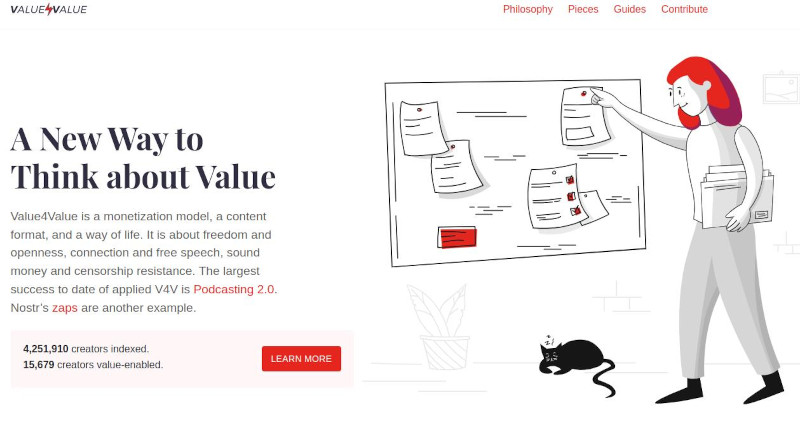 VALUE4VALUE
Philosophy Pieces Guides Contribute
A New Way to
Think about Value
Value4Value is a monetization model, a content
format, and a way of life. It is about freedom and
openness, connection and free speech, sound
money and censorship resistance. The largest
success to date of applied V4V is Podcasting 2.0.
Nostr's zaps are another example.
4,251,910 creators indexed.
15,679 creators value-enabled.
LEARN MORE